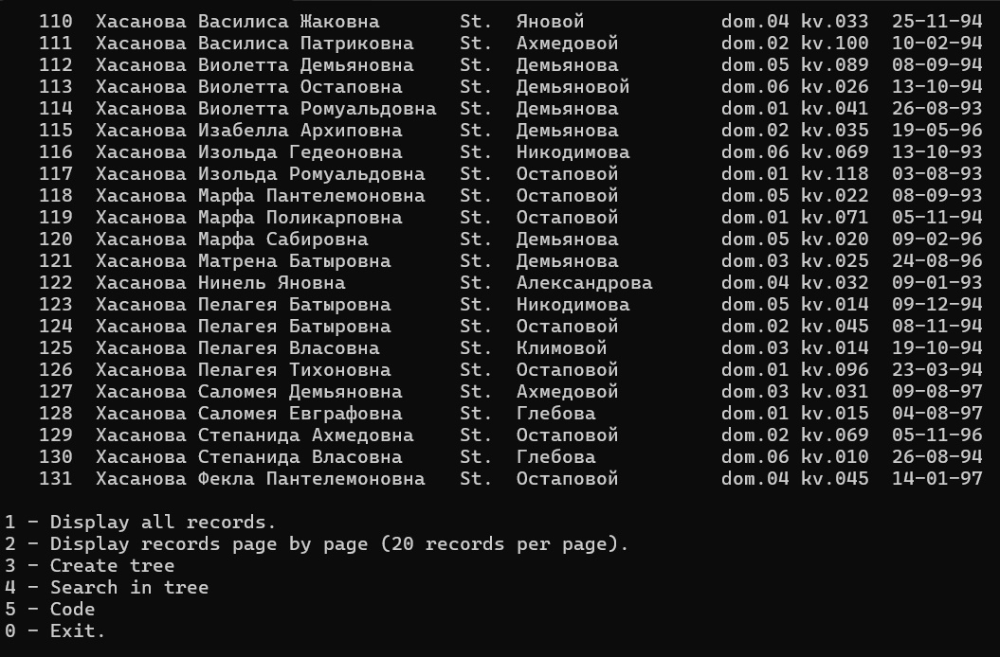 110  Хасанова Василиса Жаковна       St.  Яновой            dom.04 kv.033  25-11-94
111  Хасанова Василиса Патриковна    St.  Ахмедовой         dom.02 kv.100  10-02-94
112  Хасанова Виолетта Демьяновна    St.  Демьянова         dom.05 kv.089  08-09-94
113  Хасанова Виолетта Остаповна     St.  Демьяновой        dom.06 kv.026  13-10-94
114  Хасанова Виолетта Ромуальдовна  St.  Демьянова         dom.01 kv.041  26-08-93
115  Хасанова Изабелла Архиповна     St.  Демьянова         dom.02 kv.035  19-05-96
116  Хасанова Изольда Гедеоновна     St.  Никодимова        dom.06 kv.069  13-10-93
117  Хасанова Изольда Ромуальдовна   St.  Остаповой         dom.01 kv.118  03-08-93
118  Хасанова Марфа Пантелемоновна   St.  Остаповой         dom.05 kv.022  08-09-93
119  Хасанова Марфа Поликарповна     St.  Остаповой         dom.01 kv.071  05-11-94
120  Хасанова Марфа Сабировна        St.  Демьянова         dom.05 kv.020  09-02-96
121  Хасанова Матрена Батыровна      St.  Демьянова         dom.03 kv.025  24-08-96
122  Хасанова Нинель Яновна          St.  Александрова      dom.04 kv.032  09-01-93
123  Хасанова Пелагея Батыровна      St.  Никодимова        dom.05 kv.014  09-12-94
124  Хасанова Пелагея Батыровна      St.  Остаповой         dom.02 kv.045  08-11-94
125  Хасанова Пелагея Власовна       St.  Климовой          dom.03 kv.014  19-10-94
126  Хасанова Пелагея Тихоновна      St.  Остаповой         dom.01 kv.096  23-03-94
127  Хасанова Саломея Демьяновна     St.  Ахмедовой         dom.03 kv.031  09-08-97
128  Хасанова Саломея Евграфовна     St.  Глебова           dom.01 kv.015  04-08-97
129  Хасанова Степанида Ахмедовна    St.  Остаповой         dom.02 kv.069  05-11-96
130  Хасанова Степанида Власовна     St.  Глебова           dom.06 kv.010  26-08-94
131  Хасанова Фекла Пантелемоновна   St.  Остаповой         dom.04 kv.045  14-01-97
1 - Display all records.
2 - Display records page by page (20 records per page).
3 - Create tree
4 - Search in tree
5 - Code
0 - Exit.